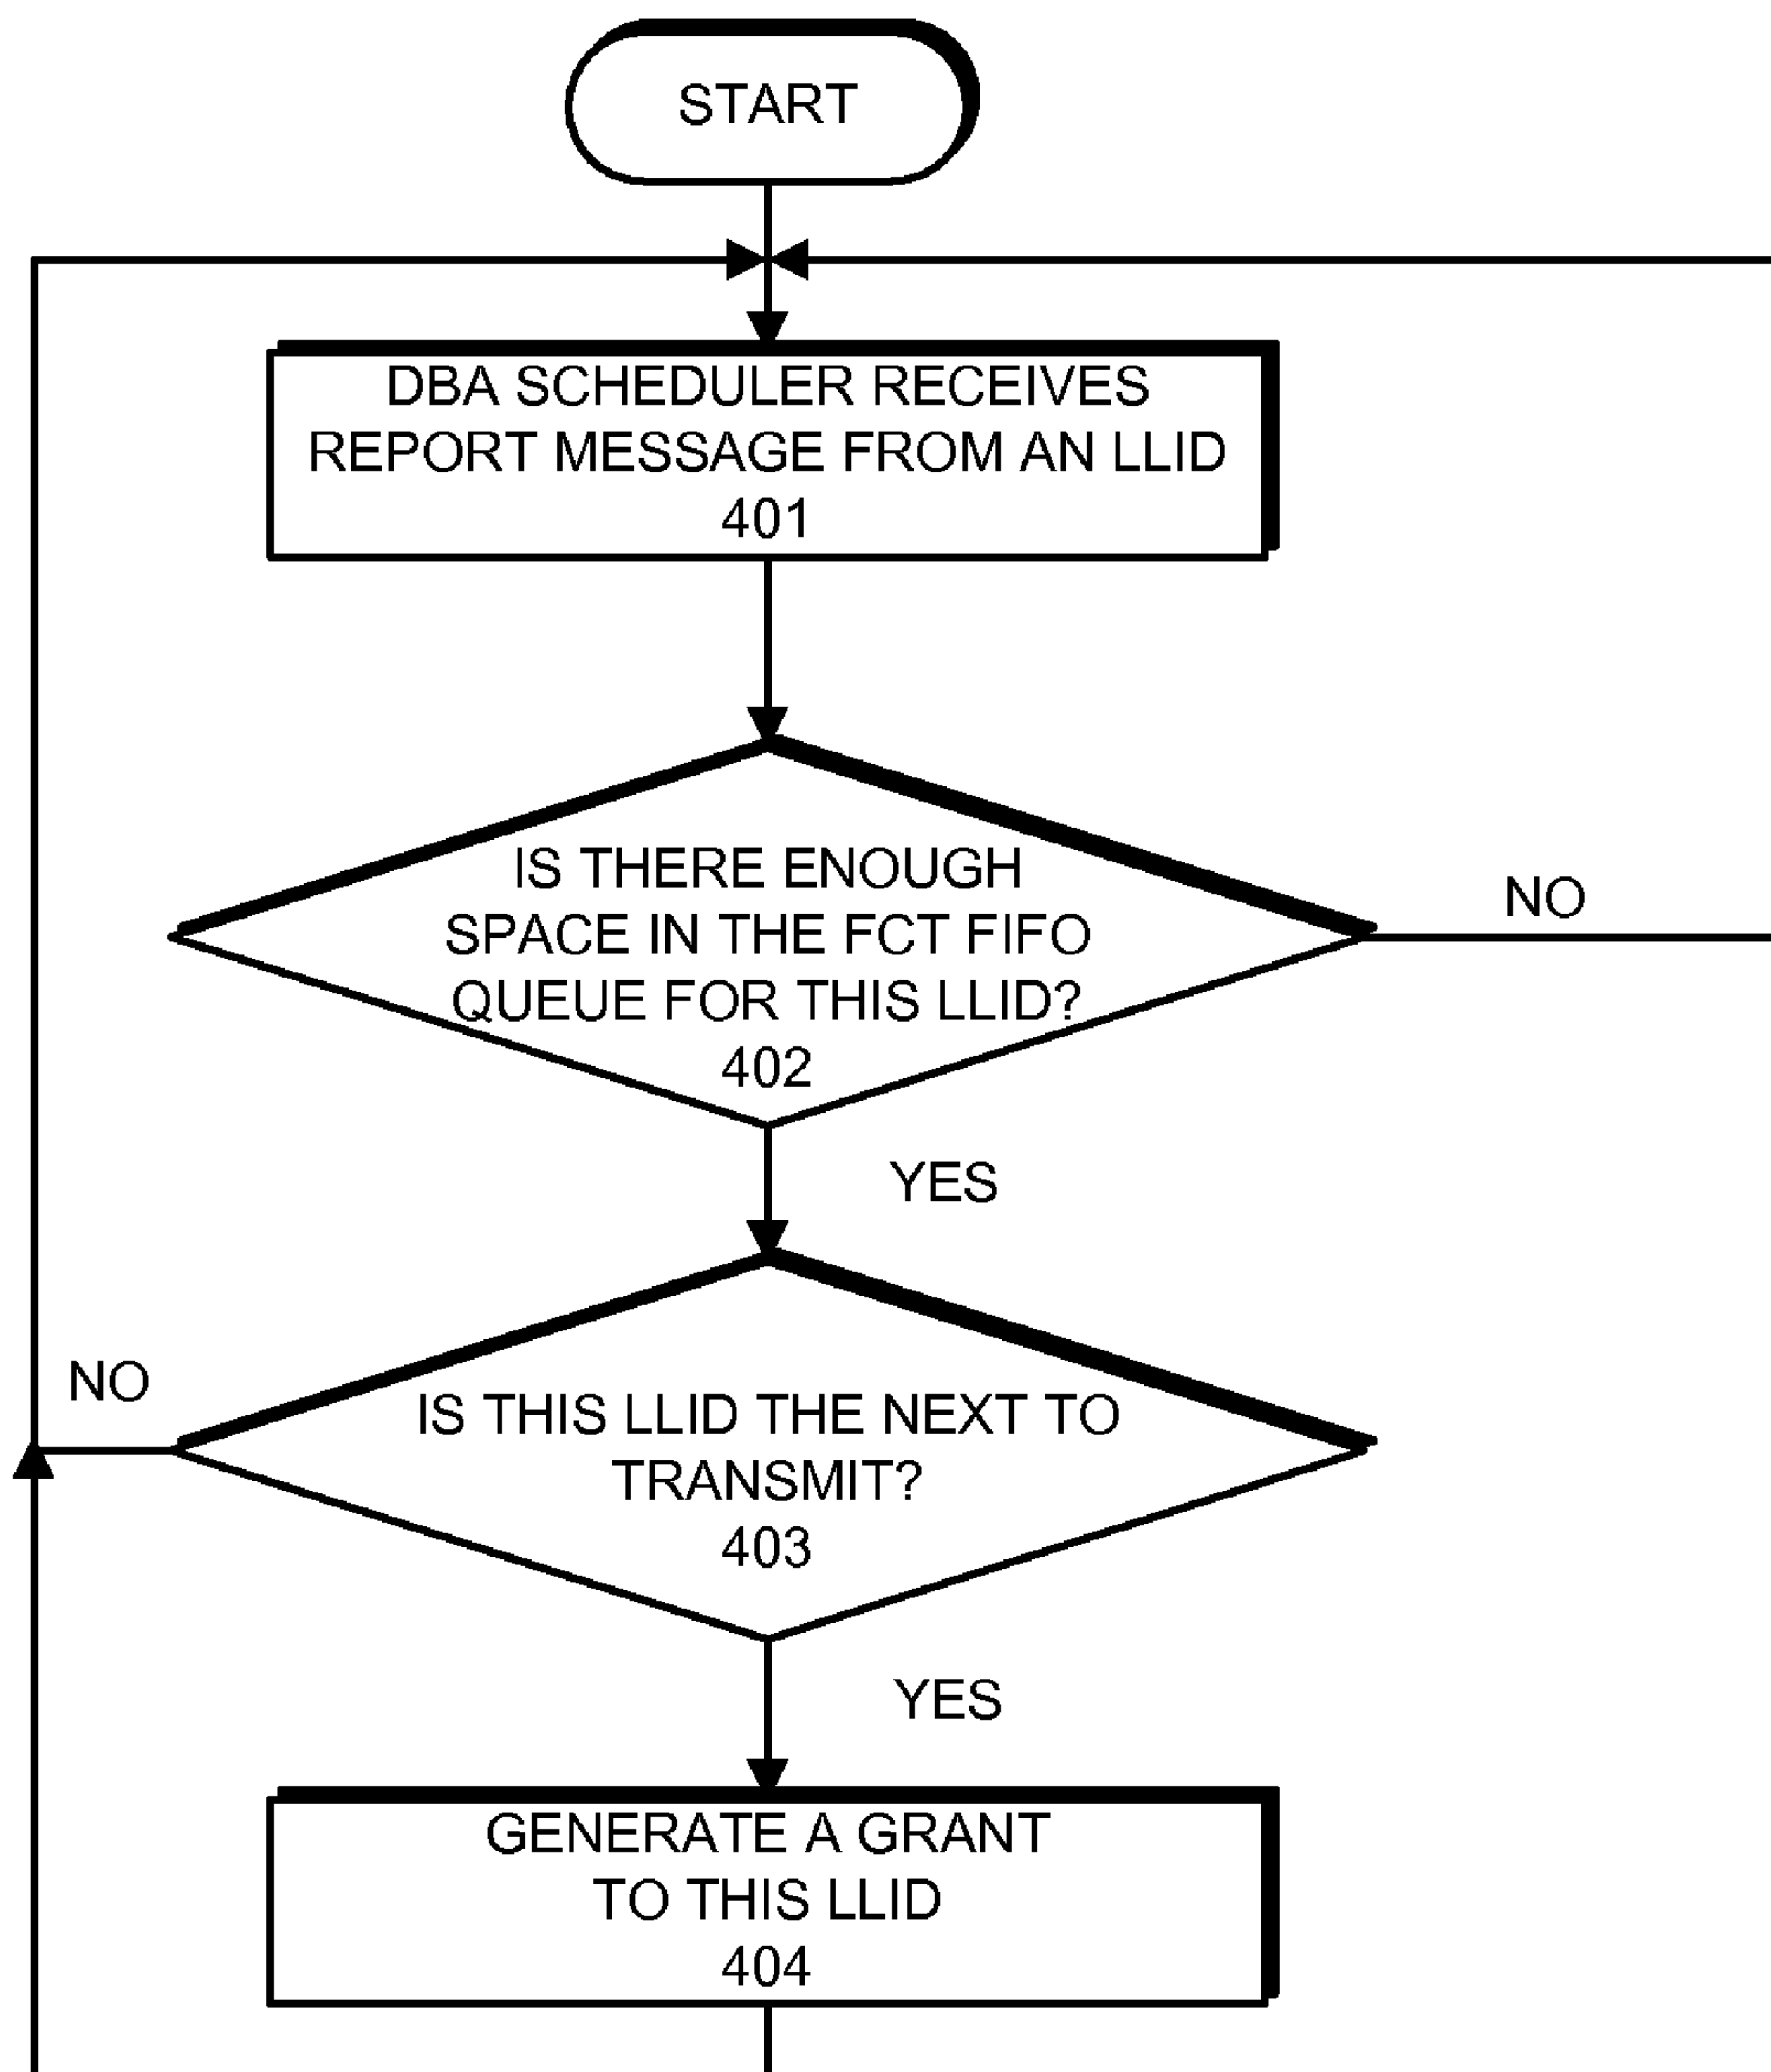 START
DBA SCHEDULER RECEIVES
REPORT MESSAGE FROM AN LLID
401
IS THERE ENOUGH
SPACE IN THE FCT FIFO
QUEUE FOR THIS LLID?
402
NO
YES
NO
IS THIS LLID THE NEXT TO
TRANSMIT?
403
YES
GENERATE A GRANT
TO THIS LLID
404